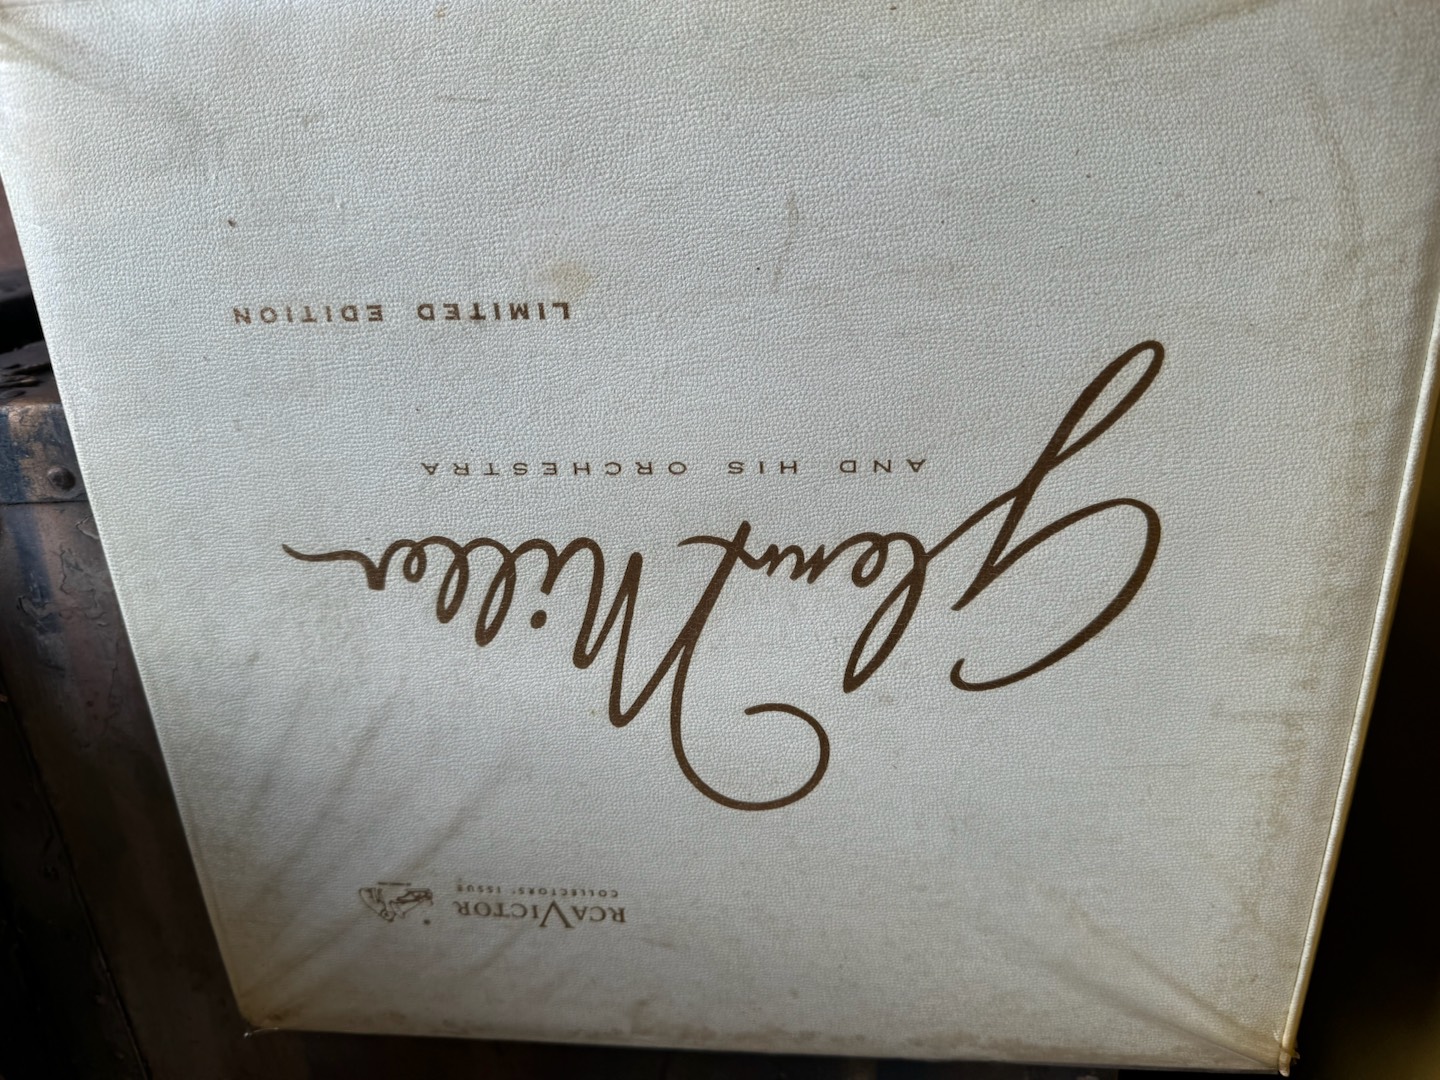 RCA VICTOR
COLLECTORS' ISSUE
Glenn Miller
AND HIS ORCHESTRA
LIMITED EDITION